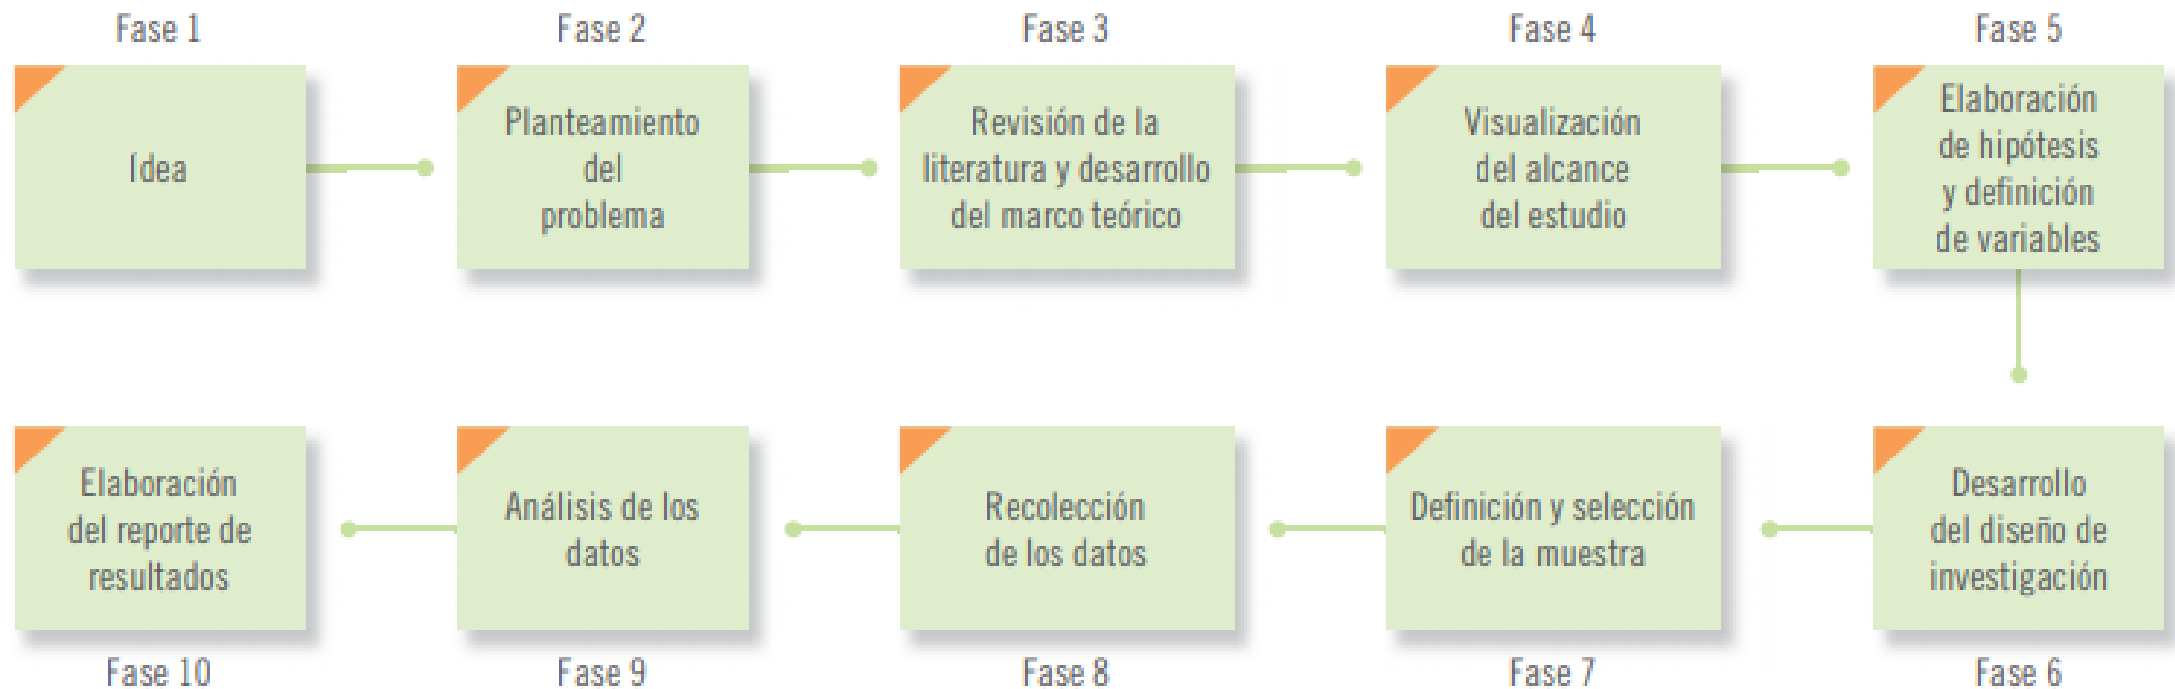 Fase 1
Idea
Fase 2
Planteamiento
del
problema
Fase 3
Revisión de la
literatura y desarrollo
del marco teórico
Fase 4
Visualización
del alcance
del estudio
Fase 5
Elaboración
de hipótesis
y definición
de variables
Desarrollo
del diseño de
investigación
Fase 6
Definición y selección
de la muestra
Fase 7
Recolección
de los datos
Fase 8
Análisis de los
datos
Fase 9
Elaboración
del reporte de
resultados
Fase 10